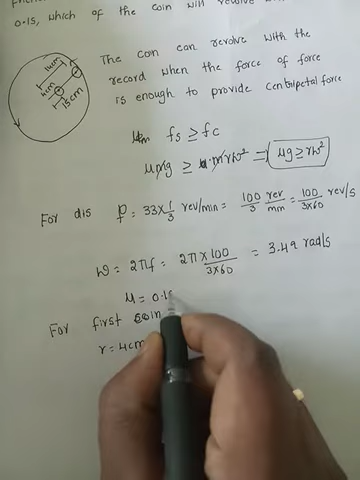 0.15, which of the coin will
14cm
4cm
15cm
The coin can revolve with the
record when the force of force
is enough to provide centripetal force
fs ≥ fc
μmg ≥ mrω² = μg ≥ rω²
For dis f = 33 × 1/3 rev/min = 100/3 rev/mm = 100/3×60 rev/s
ω = 2πf = 2π × 100/3×60 = 3.49 rad/s
μ = 0.15
For first coin
r = 4cm